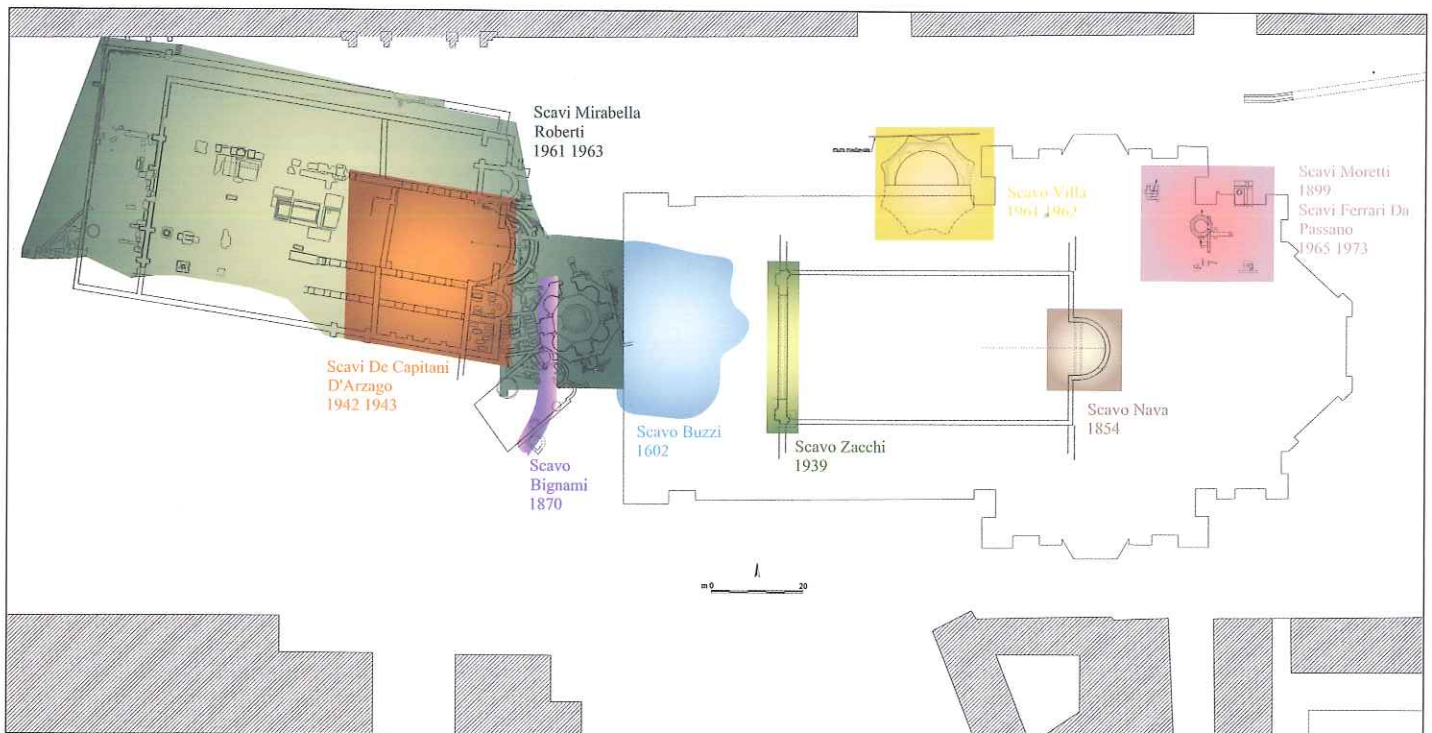 Scavi Mirabella
Roberti
1961 1963
Scavi De Capitani
D'Arzago
1942 1943
Scavo
Bignami
1870
Scavo Buzzi
1602
Scavo Zacchi
1939
Scavo Villa
1961 1962
Scavo Nava
1854
Scavi Moretti
1899
Scavi Ferrari Da
Passano
1965 1973
m 0 20